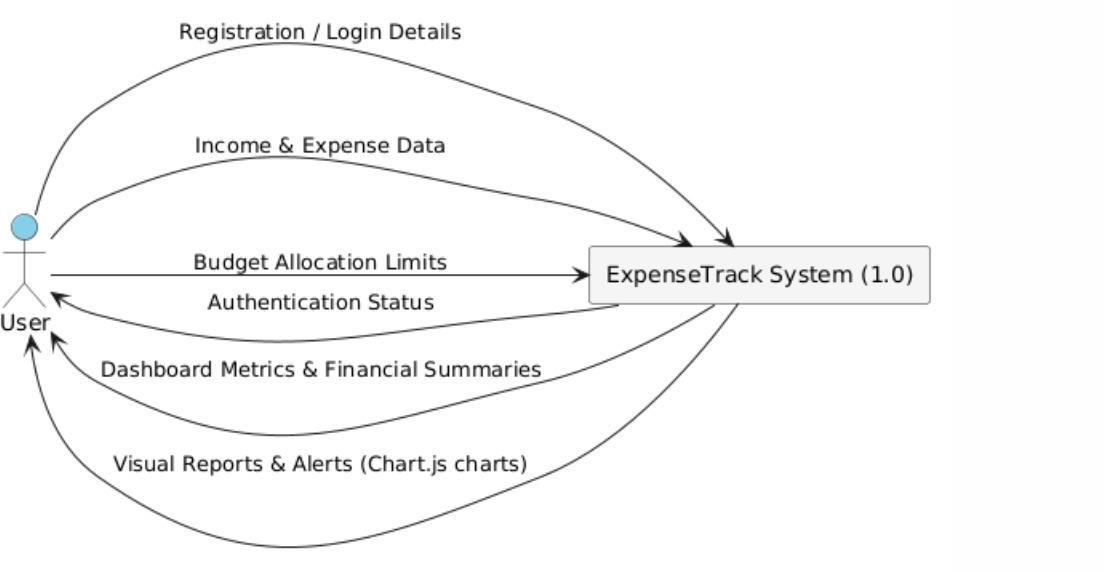 Registration / Login Details
Income & Expense Data
Budget Allocation Limits
ExpenseTrack System (1.0)
Authentication Status
User
Dashboard Metrics & Financial Summaries
Visual Reports & Alerts (Chart.js charts)